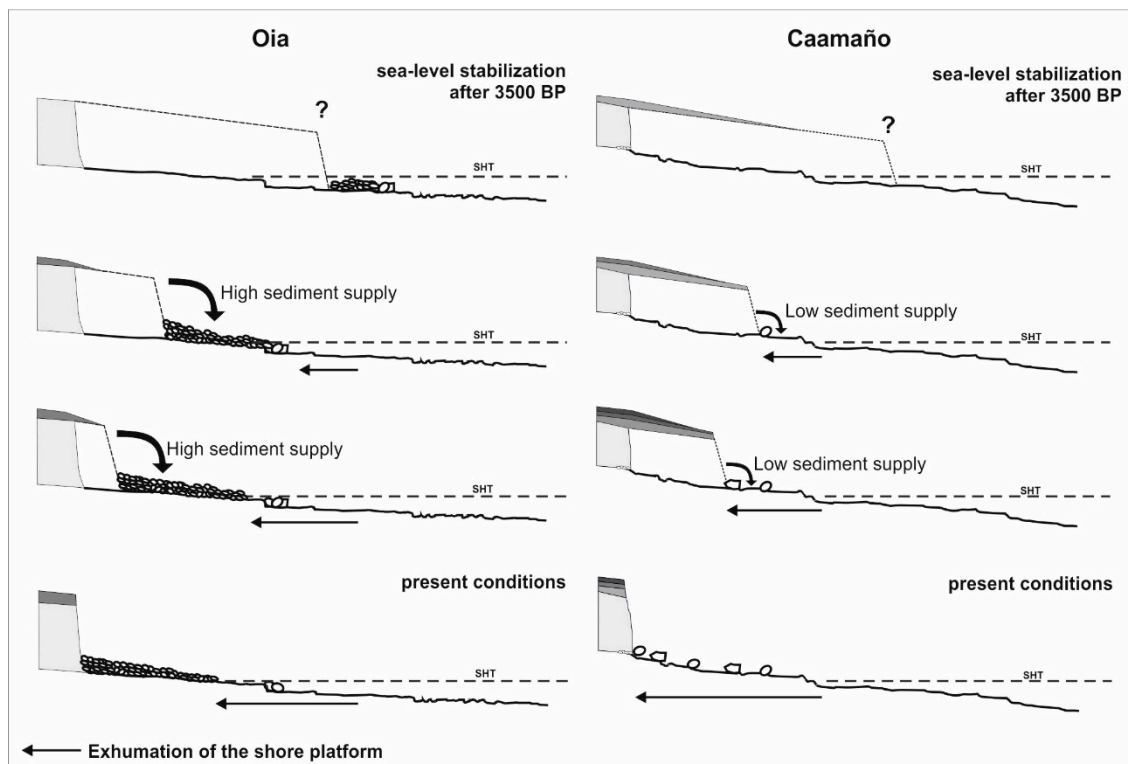 Oia
sea-level stabilization
after 3500 BP
?
SHT
High sediment supply
SHT
High sediment supply
SHT
present conditions
SHT
Exhumation of the shore platform
Caamaño
sea-level stabilization
after 3500 BP
?
SHT
Low sediment supply
SHT
Low sediment supply
SHT
present conditions
SHT